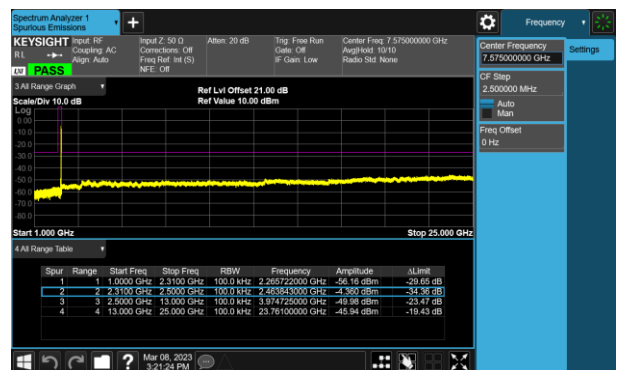 Spectrum Analyzer 1
Spurious Emissions
Frequency
KEYSIGHT Input: RF Input Z: 50 Ω Atten: 20 dB Trig: Free Run Center Freq: 7.575000000 GHz
RL Coupling: AC Corrections: Off Gate: Off Avg|Hold: 10/10
Align: Auto Freq Ref: Int (S) IF Gain: Low Radio Std: None
LXI PASS NFE: Off
Center Frequency
7.575000000 GHz
Settings
CF Step
2.500000 MHz
Auto
Man
Freq Offset
0 Hz
3 All Range Graph
Ref Lvl Offset 21.00 dB
Scale/Div 10.0 dB Ref Value 10.00 dBm
Log
0.00
-10.0
-20.0
-30.0
-40.0
-50.0
-60.0
-70.0
-80.0
Start 1.000 GHz Stop 25.000 GHz
4 All Range Table
Spur Range Start Freq Stop Freq RBW Frequency Amplitude ΔLimit
1 1 1.0000 GHz 2.3100 GHz 100.0 kHz 2.265722000 GHz -56.16 dBm -29.65 dB
2 2 2.3100 GHz 2.5000 GHz 100.0 kHz 2.463843000 GHz -4.360 dBm -34.36 dB
3 3 2.5000 GHz 13.000 GHz 100.0 kHz 3.974725000 GHz -49.98 dBm -23.47 dB
4 4 13.000 GHz 25.000 GHz 100.0 kHz 23.76100000 GHz -45.94 dBm -19.43 dB
Mar 08, 2023
3:21:24 PM